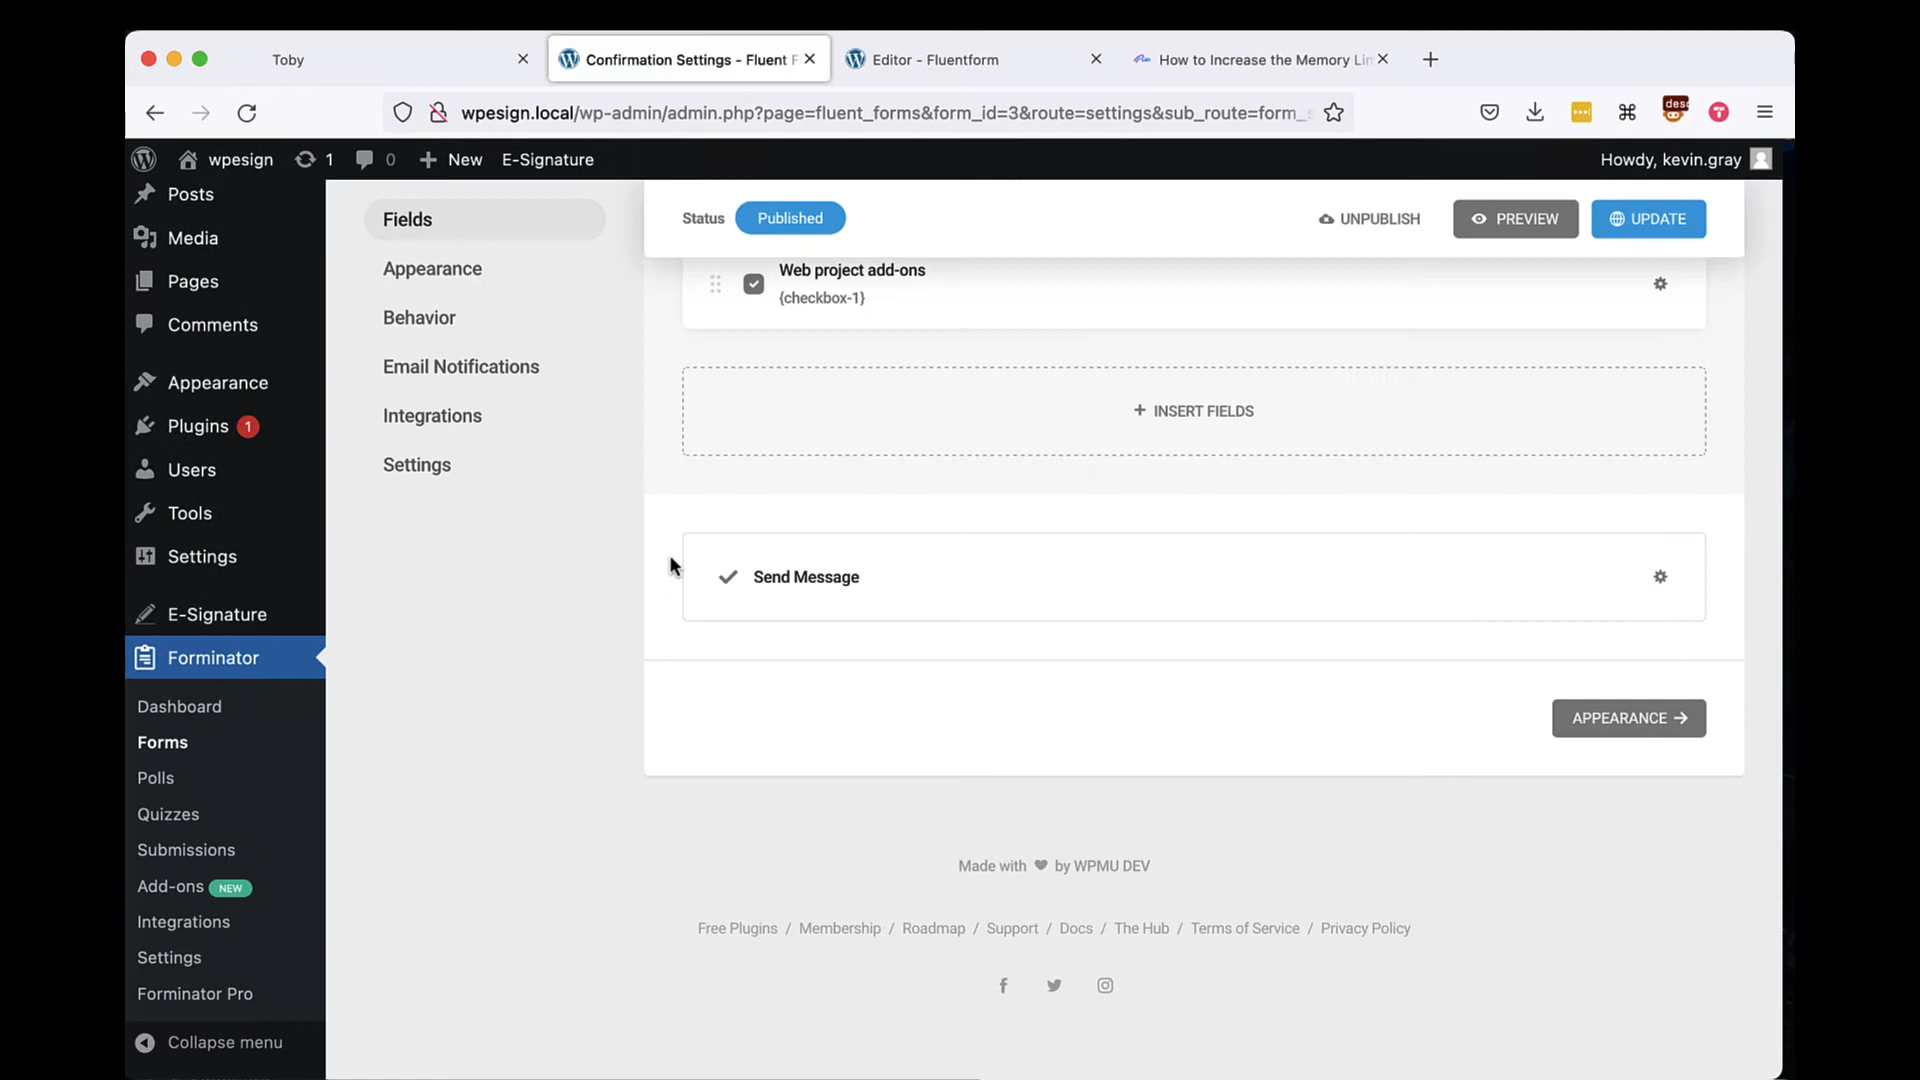 Toby
Confirmation Settings - Fluent F
Editor - Fluentform
How to Increase the Memory Lim
wpesign.local/wp-admin/admin.php?page=fluent_forms&form_id=3&route=settings&sub_route=form_s
desc
wpesign
1
0
New
E-Signature
Howdy, kevin.gray
Posts
Media
Pages
Comments
Appearance
Plugins 1
Users
Tools
Settings
E-Signature
Forminator
Dashboard
Forms
Polls
Quizzes
Submissions
Add-ons NEW
Integrations
Settings
Forminator Pro
Collapse menu
Fields
Appearance
Behavior
Email Notifications
Integrations
Settings
Status Published
UNPUBLISH
PREVIEW
UPDATE
Web project add-ons
{checkbox-1}
+ INSERT FIELDS
Send Message
APPEARANCE →
Made with ♥ by WPMU DEV
Free Plugins / Membership / Roadmap / Support / Docs / The Hub / Terms of Service / Privacy Policy